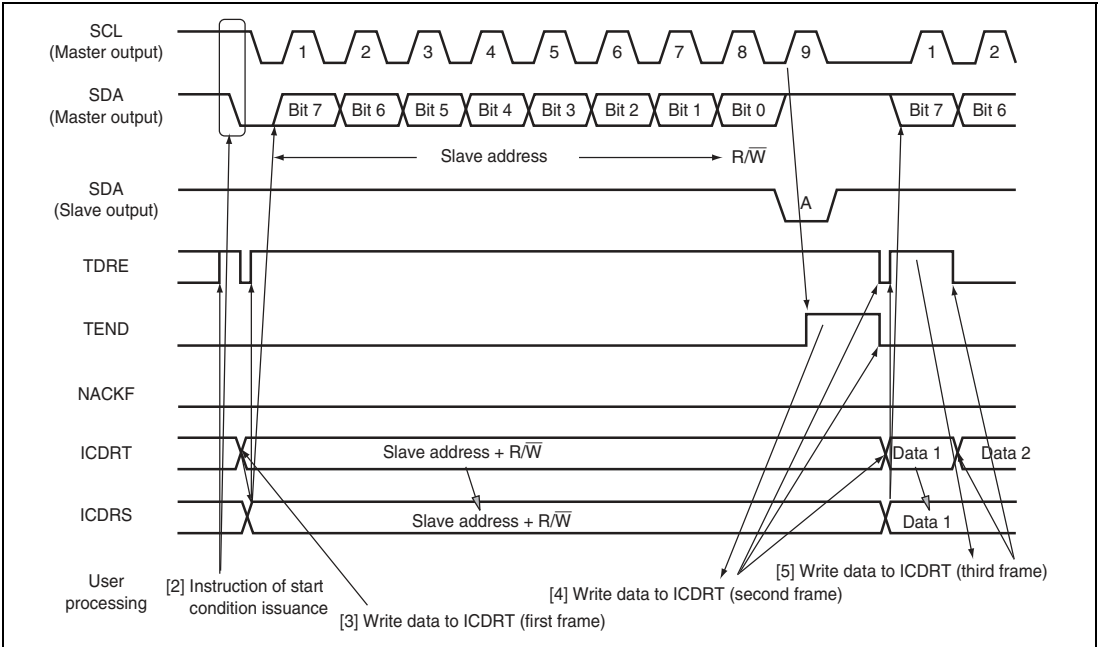 SCL
(Master output)
1 2 3 4 5 6 7 8 9 1 2
SDA
(Master output)
Bit 7 Bit 6 Bit 5 Bit 4 Bit 3 Bit 2 Bit 1 Bit 0 Bit 7 Bit 6
Slave address R/W̅
SDA
(Slave output)
A
TDRE
TEND
NACKF
ICDRT
Slave address + R/W̅ Data 1 Data 2
ICDRS
Slave address + R/W̅ Data 1
User
processing
[2] Instruction of start
condition issuance
[3] Write data to ICDRT (first frame)
[4] Write data to ICDRT (second frame)
[5] Write data to ICDRT (third frame)